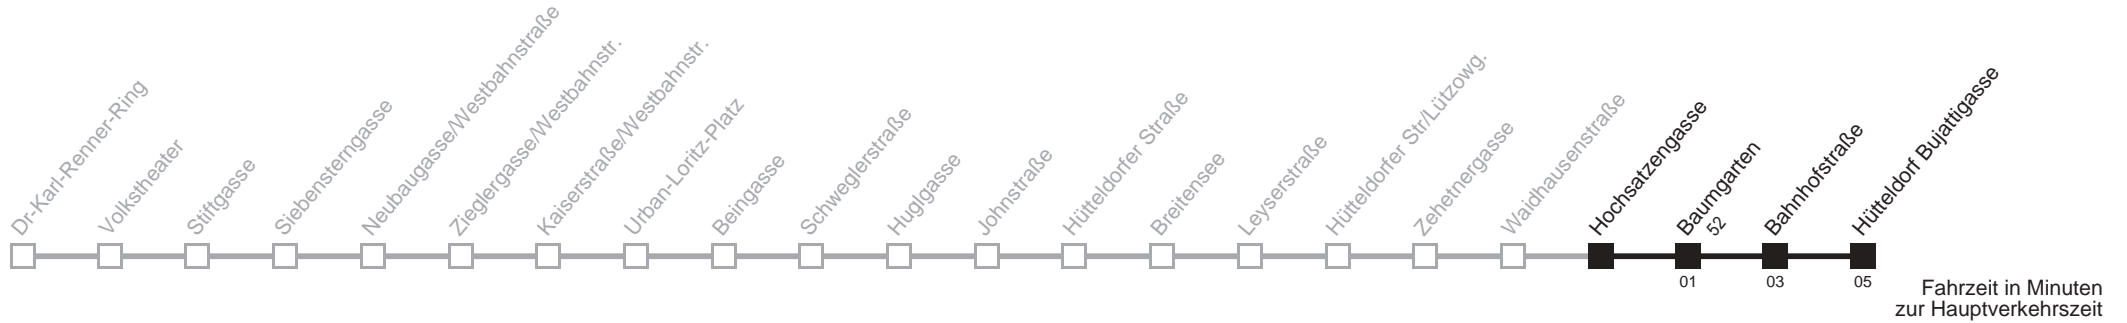 Dr-Karl-Renner-Ring
Volkstheater
Stiftgasse
Siebensterngasse
Neubaugasse/Westbahnstraße
Zieglergasse/Westbahnstr.
Kaiserstraße/Westbahnstr.
Urban-Loritz-Platz
Beingasse
Schweglerstraße
Huglgasse
Johnstraße
Hütteldorfer Straße
Breitensee
Leyserstraße
Hütteldorfer Str/Lützowg.
Zehetnergasse
Waidhausenstraße
Hochsatzengasse
Baumgarten
52
Bahnhofstraße
Hütteldorf Bujattigasse
01
03
05
Fahrzeit in Minuten
zur Hauptverkehrszeit